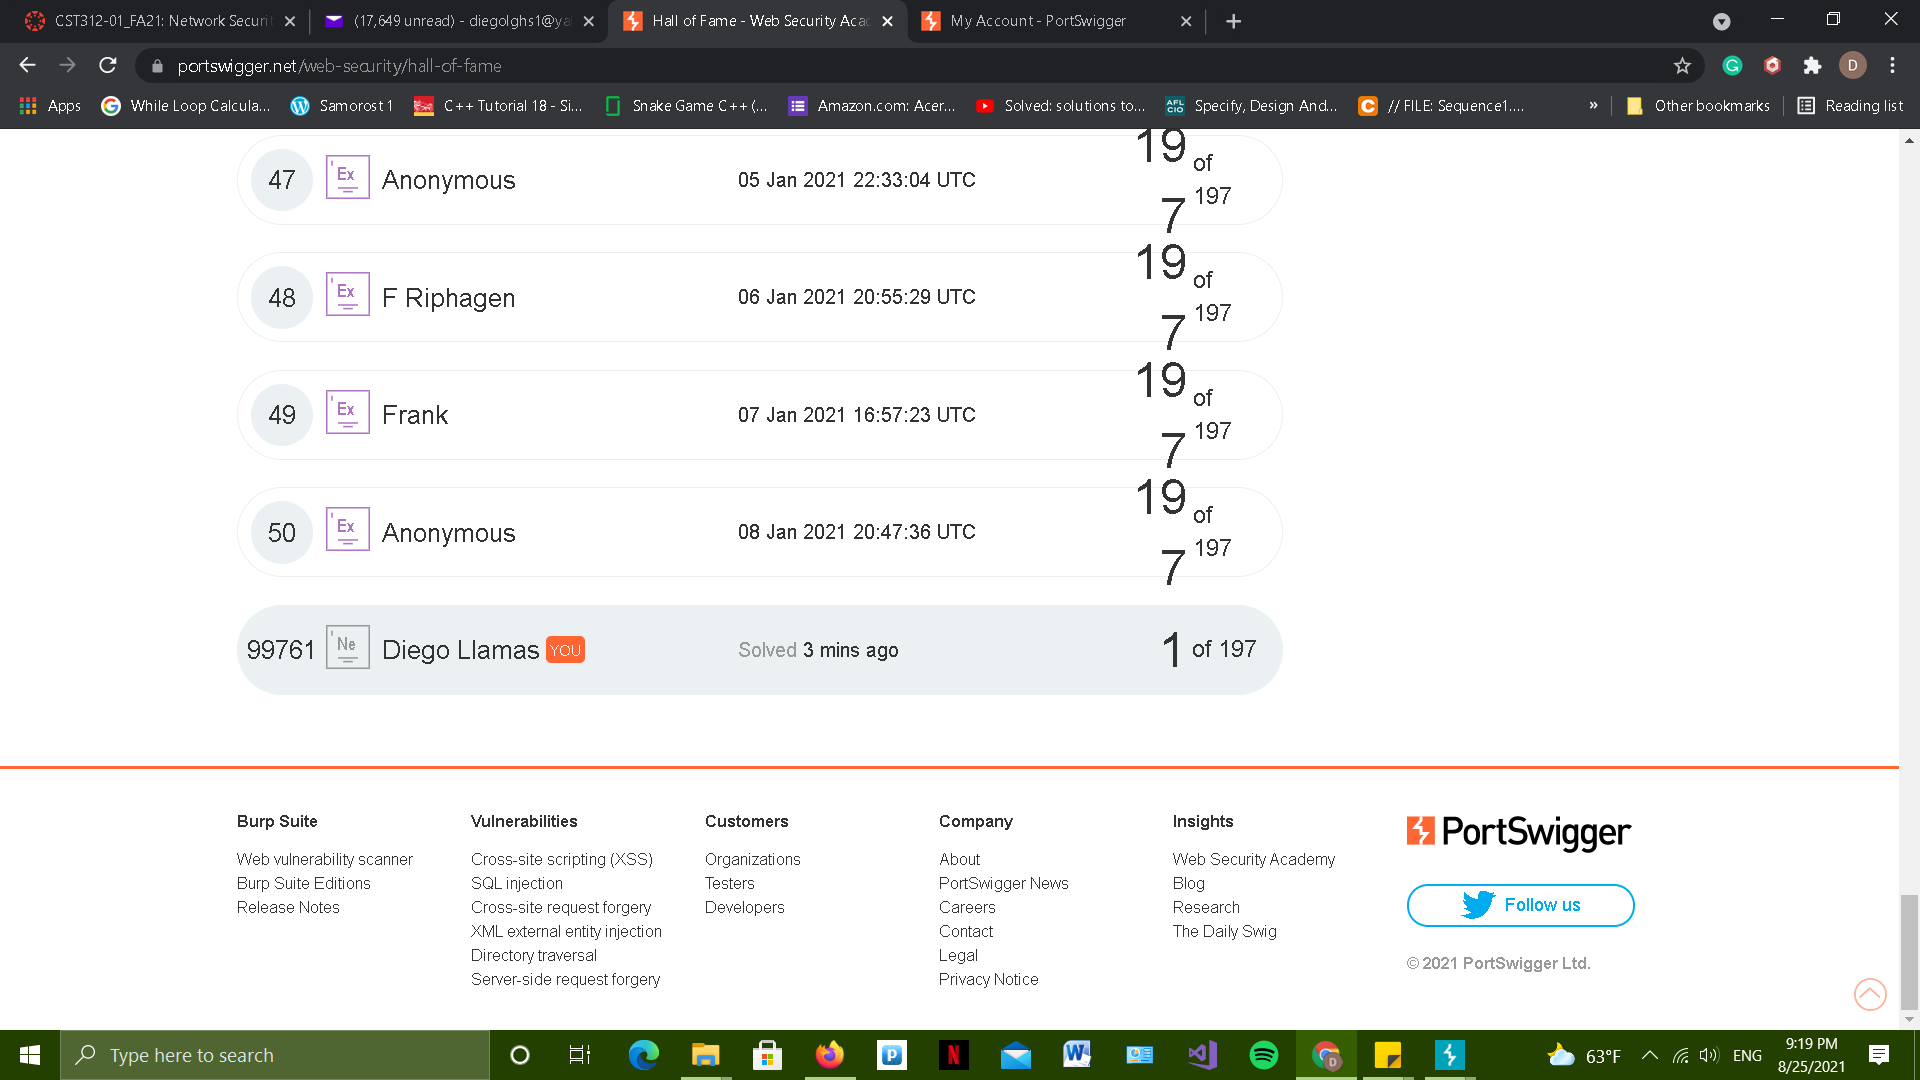 CST312-01_FA21: Network Securit
(17,649 unread) - diegolghs1@ya
Hall of Fame - Web Security Aca
My Account - PortSwigger
portswigger.net/web-security/hall-of-fame
D
Apps
While Loop Calcula...
Samorost 1
C++ Tutorial 18 - Si...
Snake Game C++ (...
Amazon.com: Acer...
Solved: solutions to...
Specify, Design And...
// FILE: Sequence1....
»
Other bookmarks
Reading list
47 Ex Anonymous 05 Jan 2021 22:33:04 UTC 19
7 of
197
48 Ex F Riphagen 06 Jan 2021 20:55:29 UTC 19
7 of
197
49 Ex Frank 07 Jan 2021 16:57:23 UTC 19
7 of
197
50 Ex Anonymous 08 Jan 2021 20:47:36 UTC 19
7 of
197
99761 Ne Diego Llamas YOU Solved 3 mins ago 1 of 197
Burp Suite
Web vulnerability scanner
Burp Suite Editions
Release Notes
Vulnerabilities
Cross-site scripting (XSS)
SQL injection
Cross-site request forgery
XML external entity injection
Directory traversal
Server-side request forgery
Customers
Organizations
Testers
Developers
Company
About
PortSwigger News
Careers
Contact
Legal
Privacy Notice
Insights
Web Security Academy
Blog
Research
The Daily Swig
PortSwigger
Follow us
© 2021 PortSwigger Ltd.
Type here to search
63°F
ENG
9:19 PM
8/25/2021